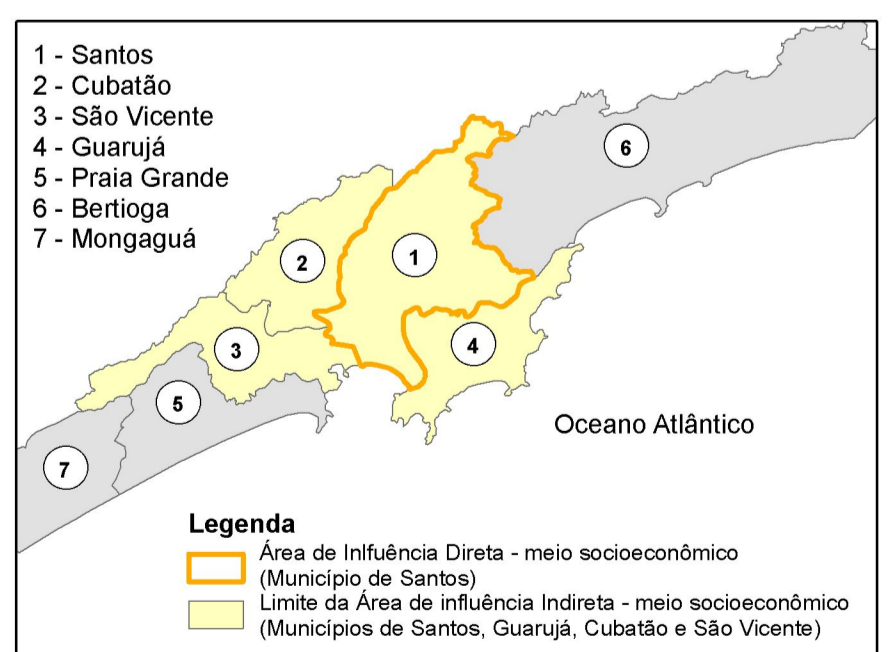 1 - Santos
2 - Cubatão
3 - São Vicente
4 - Guarujá
5 - Praia Grande
6 - Bertioga
7 - Mongaguá
6
1
2
4
3
5
7
Oceano Atlântico
Legenda
Área de Inlfuência Direta - meio socioeconômico
(Município de Santos)
Limite da Área de influência Indireta - meio socioeconômico
(Municípios de Santos, Guarujá, Cubatão e São Vicente)